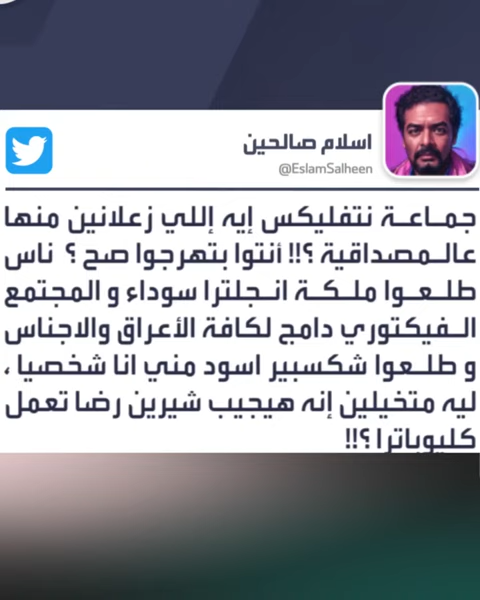 اسلام صالحين
@EslamSalheen
جماعة نتفليكس إيه إللي زعلانين منها
عالمصداقية ؟!! أنتوا بتهرجوا صح ؟ ناس
طلعوا ملكة انجلترا سوداء و المجتمع
الفيكتوري دامج لكافة الأعراق والاجناس
و طلعوا شكسبير اسود مني انا شخصيا ،
ليه متخيلين إنه هيجيب شيرين رضا تعمل
كليوباترا ؟!!